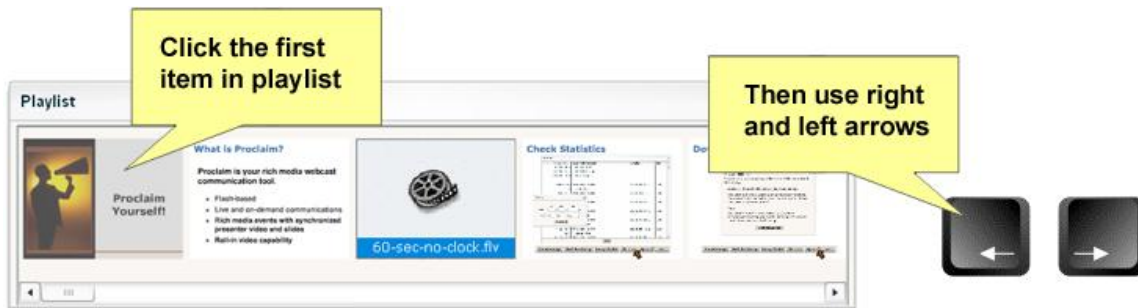 Click the first
item in playlist
Playlist
Then use right
and left arrows
Proclaim
Yourself!
What is Proclaim?
Proclaim is your rich media webcast
communication tool.
Flash-based
Live and on-demand communications
Rich media events with synchronized
presenter video and slides
Roll-in video capability
60-sec-no-clock.flv
Check Statistics